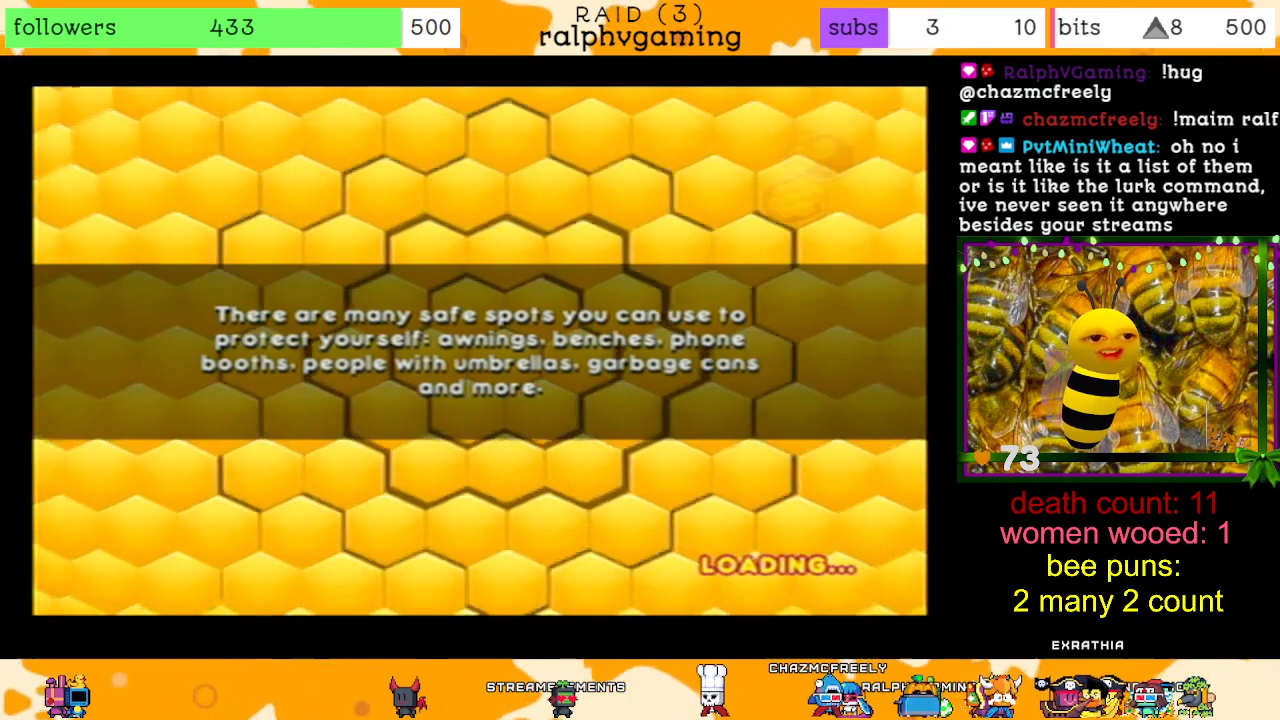 followers 433 500
RAID (3)
ralphvgaming
subs 3 10
bits 8 500
RalphVGaming: !hug
@chazmcfreely
chazmcfreely: !maim ralf
PvtMiniWheat: oh no i
meant like is it a list of them
or is it like the lurk command,
ive never seen it anywhere
besides your streams
There are many safe spots you can use to
protect yourself: awnings, benches, phone
booths, people with umbrellas, garbage cans
and more.
LOADING...
73
death count: 11
women wooed: 1
bee puns:
2 many 2 count
EXRATHIA
CHAZMCFREELY